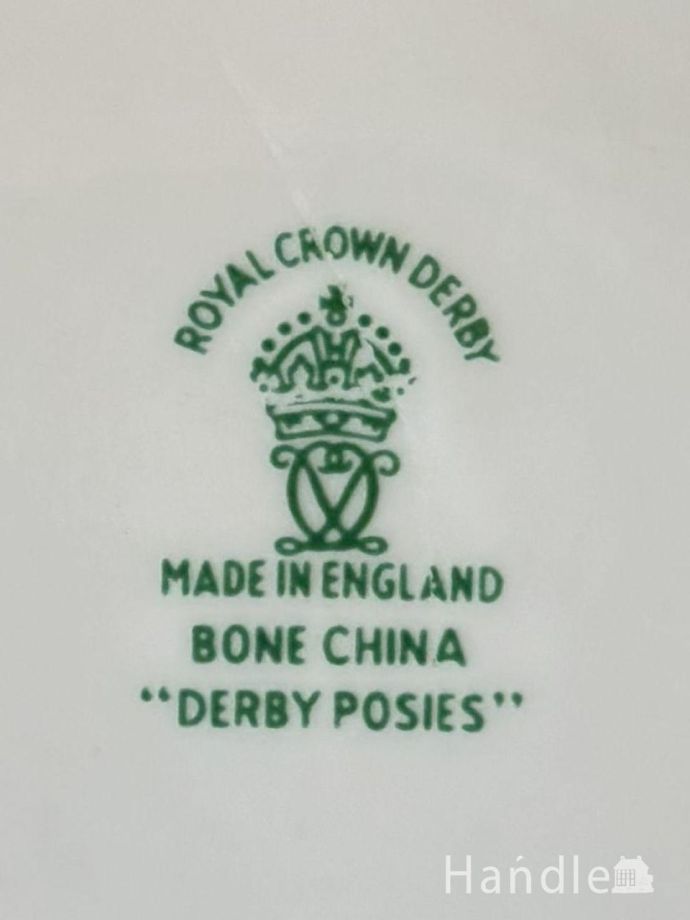 ROYAL CROWN DERBY
MADE IN ENGLAND
BONE CHINA
“DERBY POSIES”
Handle